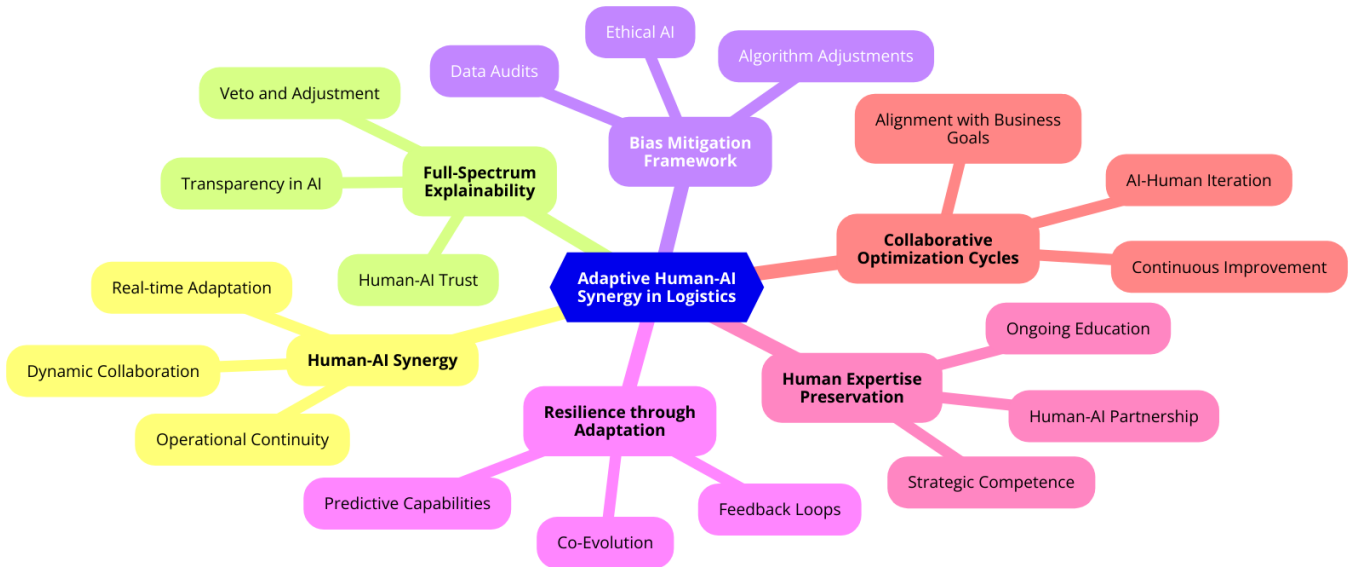 Ethical AI
Data Audits
Algorithm Adjustments
Bias Mitigation
Framework
Veto and Adjustment
Transparency in AI
Full-Spectrum
Explainability
Human-AI Trust
Alignment with Business
Goals
AI-Human Iteration
Collaborative
Optimization Cycles
Continuous Improvement
Adaptive Human-AI
Synergy in Logistics
Real-time Adaptation
Human-AI Synergy
Dynamic Collaboration
Operational Continuity
Resilience through
Adaptation
Predictive Capabilities
Co-Evolution
Feedback Loops
Ongoing Education
Human Expertise
Preservation
Human-AI Partnership
Strategic Competence